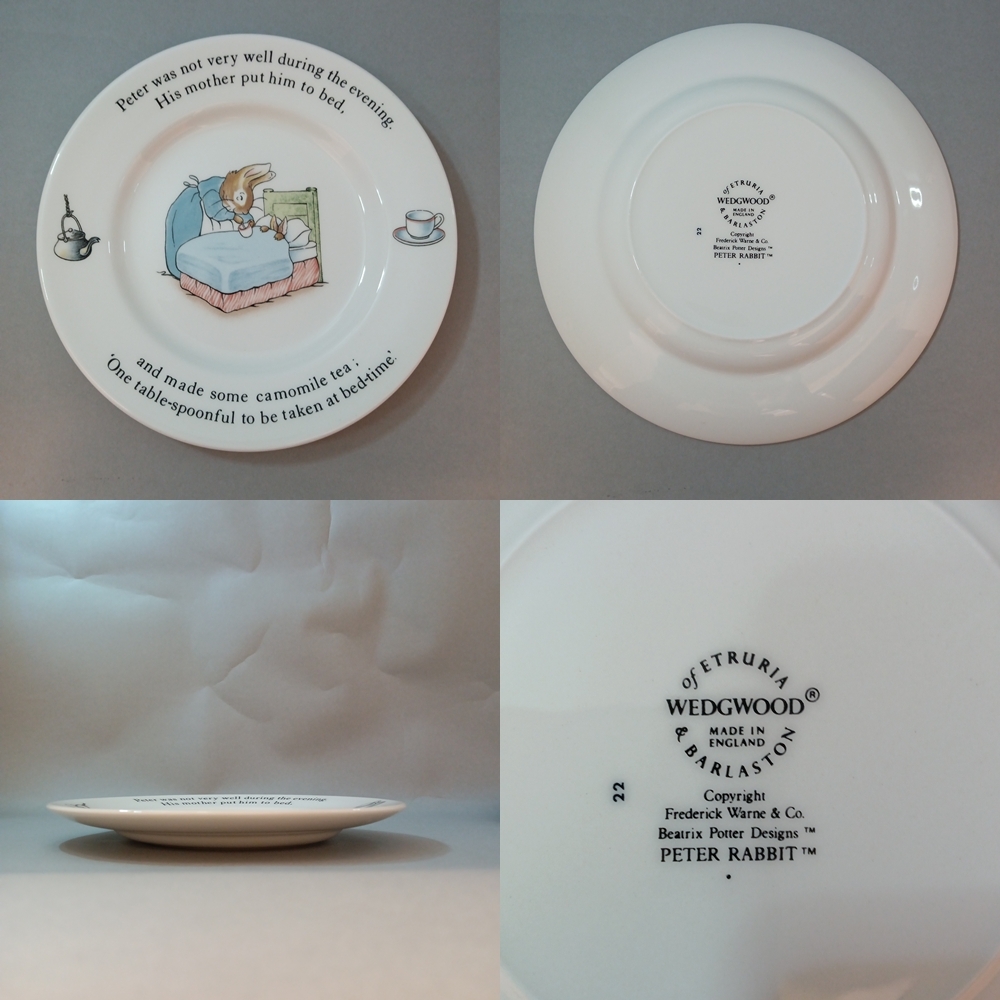 Peter was not very well during the evening.
His mother put him to bed,
and made some camomile tea;
'One table-spoonful to be taken at bed-time.'
of ETRURIA
WEDGWOOD®
MADE IN
ENGLAND
& BARLASTON
22
Copyright
Frederick Warne & Co.
Beatrix Potter Designs ™
PETER RABBIT ™
Peter was not very well during the evening.
His mother put him to bed.
of ETRURIA
WEDGWOOD®
MADE IN
ENGLAND
& BARLASTON
22
Copyright
Frederick Warne & Co.
Beatrix Potter Designs ™
PETER RABBIT ™